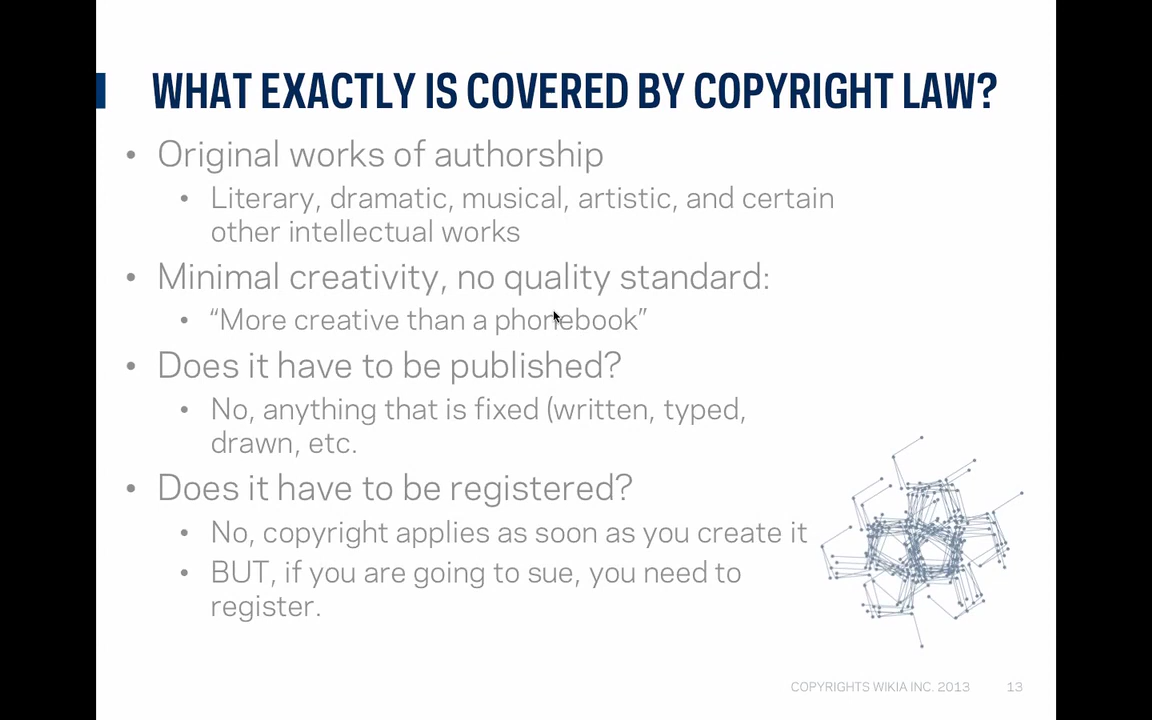 WHAT EXACTLY IS COVERED BY COPYRIGHT LAW?
• Original works of authorship
• Literary, dramatic, musical, artistic, and certain
other intellectual works
• Minimal creativity, no quality standard:
• “More creative than a phonebook”
• Does it have to be published?
• No, anything that is fixed (written, typed,
drawn, etc.
• Does it have to be registered?
• No, copyright applies as soon as you create it
• BUT, if you are going to sue, you need to
register.
COPYRIGHTS WIKIA INC. 2013 13